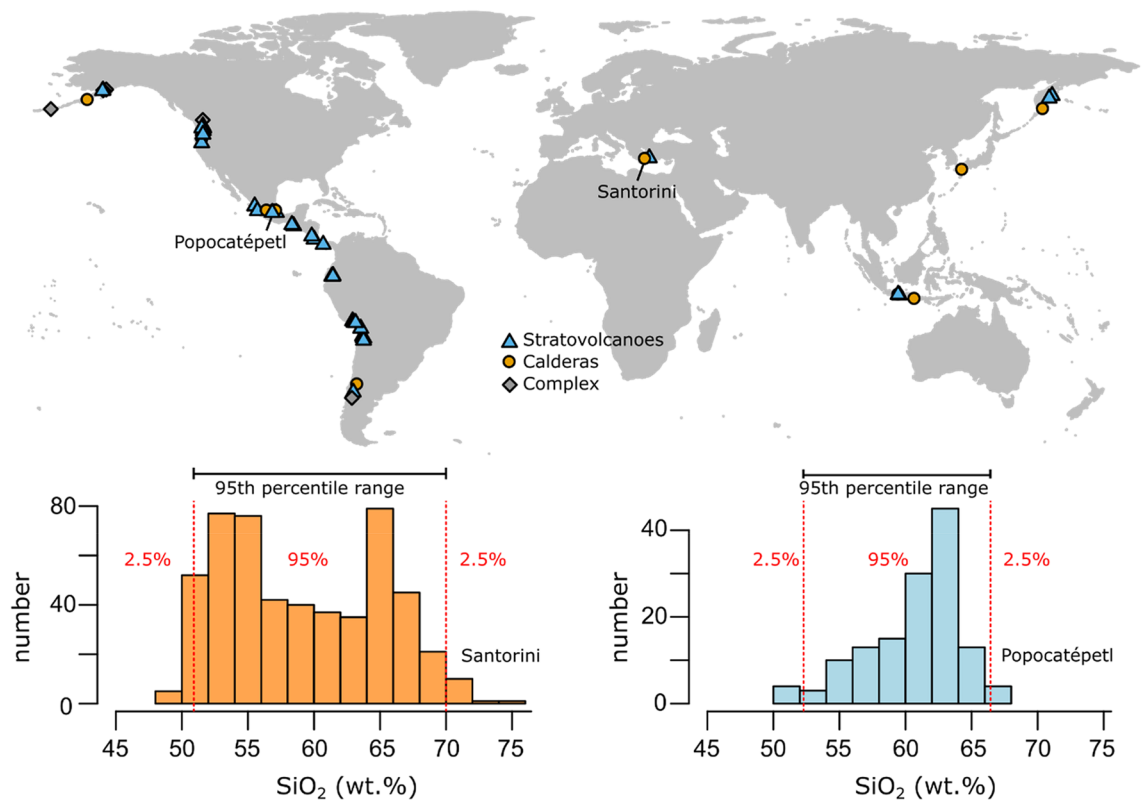 Santorini
Popocatépetl
Stratovolcanoes
Calderas
Complex
95th percentile range
80
40
0
number
2.5%
95%
2.5%
Santorini
45 50 55 60 65 70 75
SiO₂ (wt.%)
95th percentile range
40
20
0
number
2.5%
95%
2.5%
Popocatépetl
45 50 55 60 65 70 75
SiO₂ (wt.%)